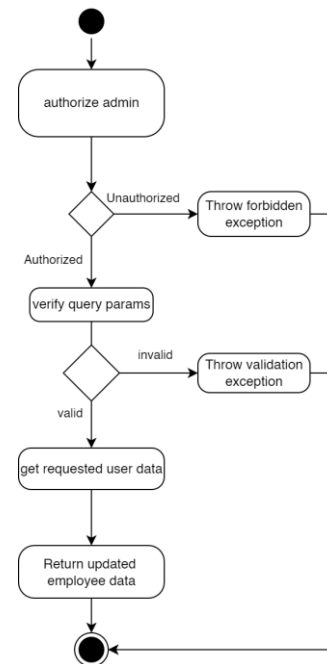 authorize admin
Unauthorized
Throw forbidden
exception
Authorized
verify query params
invalid
Throw validation
exception
valid
get requested user data
Return updated
employee data